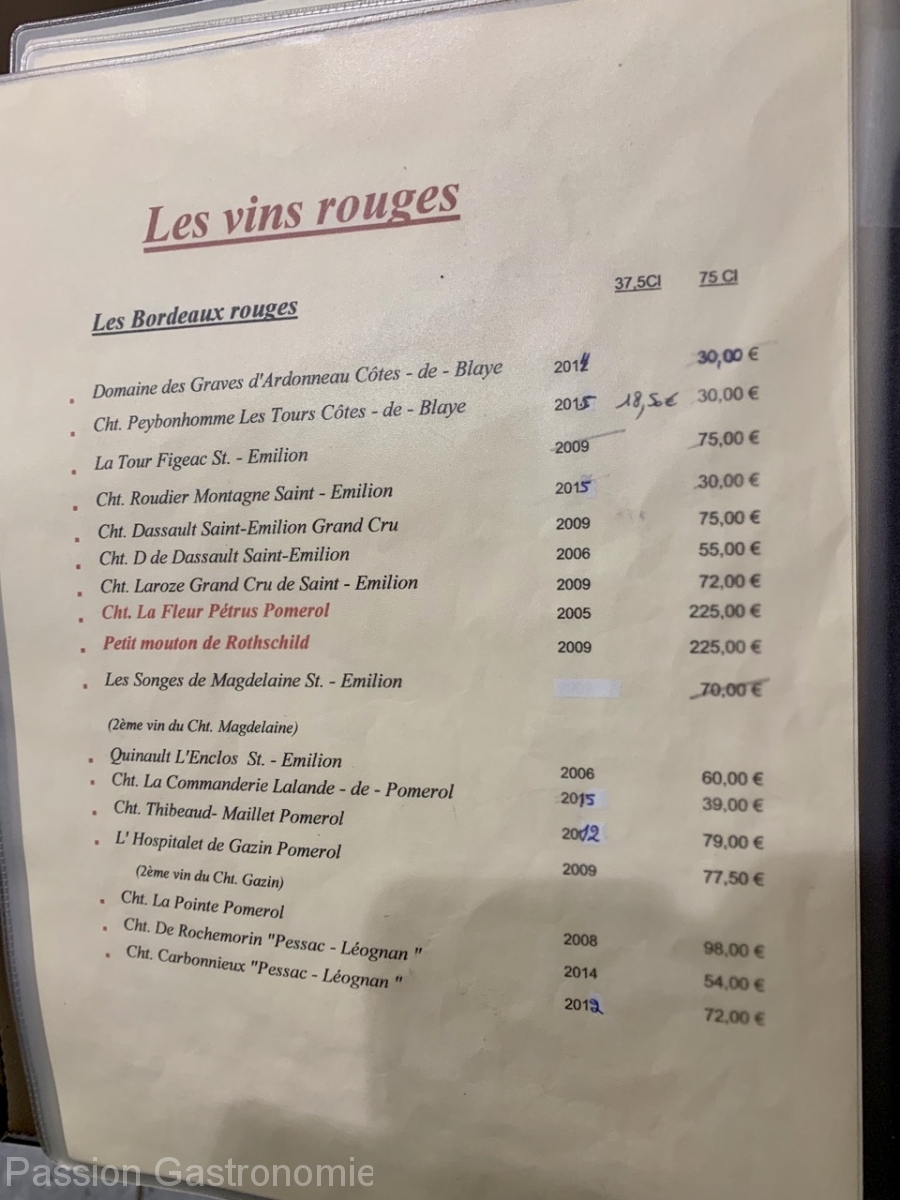 Les vins rouges
37,5Cl 75 Cl
Les Bordeaux rouges
Domaine des Graves d'Ardonneau Côtes - de - Blaye 2014 30,00 €
Cht. Peybonhomme Les Tours Côtes - de - Blaye 2015 18,50€ 30,00 €
La Tour Figeac St. - Emilion 2009 75,00 €
Cht. Roudier Montagne Saint - Emilion 2015 30,00 €
Cht. Dassault Saint-Emilion Grand Cru 2009 75,00 €
Cht. D de Dassault Saint-Emilion 2006 55,00 €
Cht. Laroze Grand Cru de Saint - Emilion 2009 72,00 €
Cht. La Fleur Pétrus Pomerol 2005 225,00 €
Petit mouton de Rothschild 2009 225,00 €
Les Songes de Magdelaine St. - Emilion 70,00 €
(2ème vin du Cht. Magdelaine)
Quinault L'Enclos St. - Emilion 2006 60,00 €
Cht. La Commanderie Lalande - de - Pomerol 2015 39,00 €
Cht. Thibeaud- Maillet Pomerol 2012 79,00 €
L' Hospitalet de Gazin Pomerol 2009 77,50 €
(2ème vin du Cht. Gazin)
Cht. La Pointe Pomerol 2008 98,00 €
Cht. De Rochemorin "Pessac - Léognan " 2014 54,00 €
Cht. Carbonnieux "Pessac - Léognan " 2012 72,00 €
Passion Gastronomie